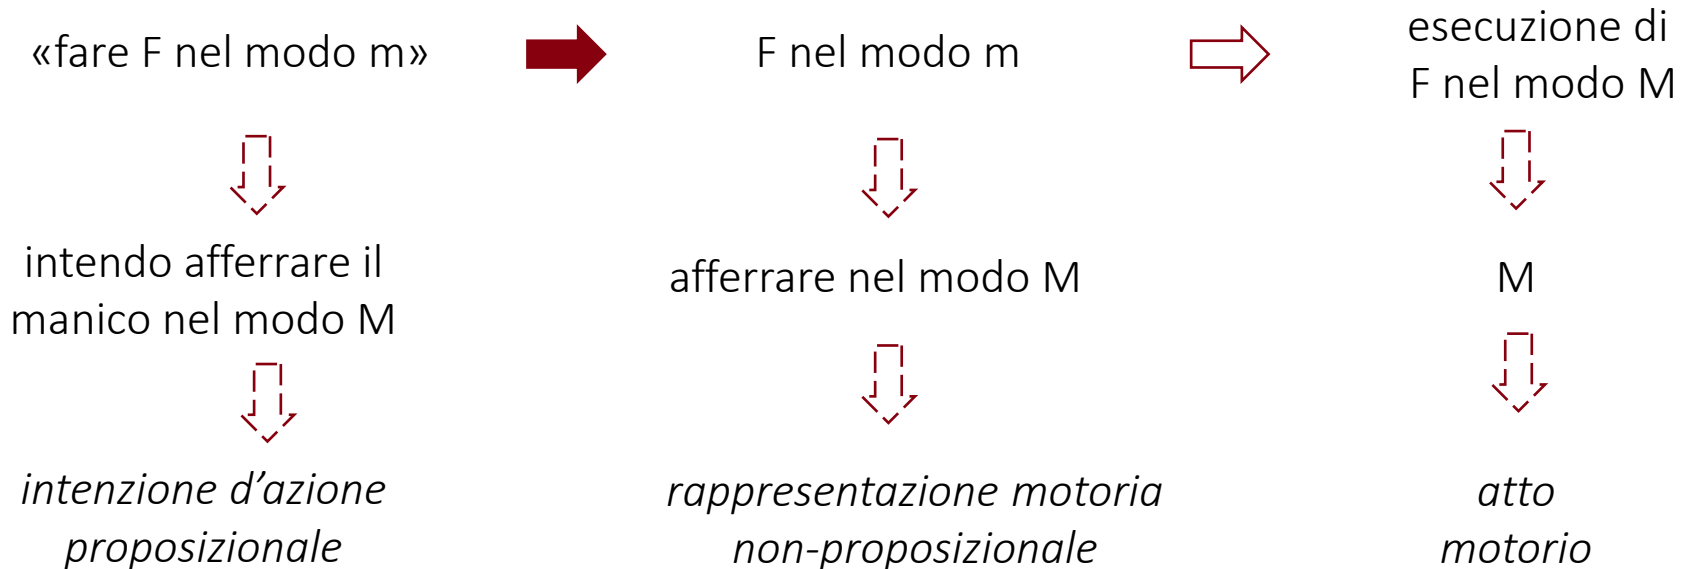 «fare F nel modo m»
F nel modo m
esecuzione di
F nel modo M
intendo afferrare il
manico nel modo M
afferrare nel modo M
M
intenzione d’azione
proposizionale
rappresentazione motoria
non-proposizionale
atto
motorio